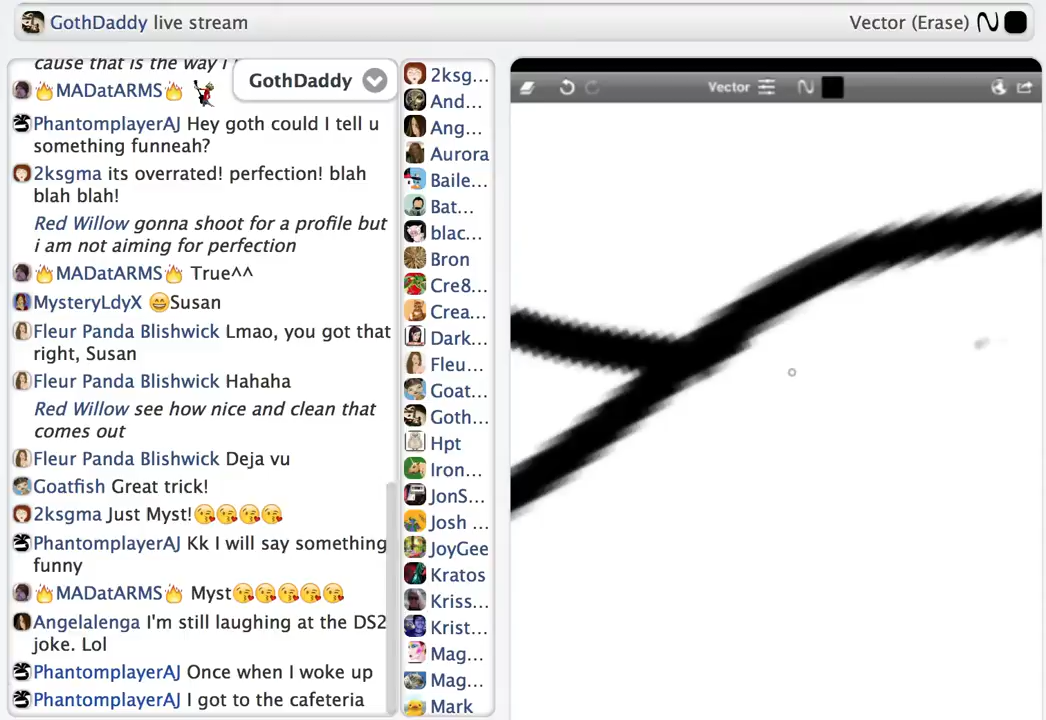 GothDaddy live stream
Vector (Erase)
cause that is the way i
GothDaddy
🔥MADatARMS🔥
PhantomplayerAJ Hey goth could I tell u
something funneah?
2ksgma its overrated! perfection! blah
blah blah!
Red Willow gonna shoot for a profile but
i am not aiming for perfection
🔥MADatARMS🔥 True^^
MysteryLdyX 😄Susan
Fleur Panda Blishwick Lmao, you got that
right, Susan
Fleur Panda Blishwick Hahaha
Red Willow see how nice and clean that
comes out
Fleur Panda Blishwick Deja vu
Goatfish Great trick!
2ksgma Just Myst!😘😘😘😘
PhantomplayerAJ Kk I will say something
funny
🔥MADatARMS🔥 Myst😘😘😘😘😘
Angelalenga I'm still laughing at the DS2
joke. Lol
PhantomplayerAJ Once when I woke up
PhantomplayerAJ I got to the cafeteria
2ksg...
And...
Ang...
Aurora
Baile...
Bat...
blac...
Bron
Cre8...
Crea...
Dark...
Fleu...
Goat...
Goth...
Hpt
Iron...
JonS...
Josh ...
JoyGee
Kratos
Kriss...
Krist...
Mag...
Mag...
Mark
Vector